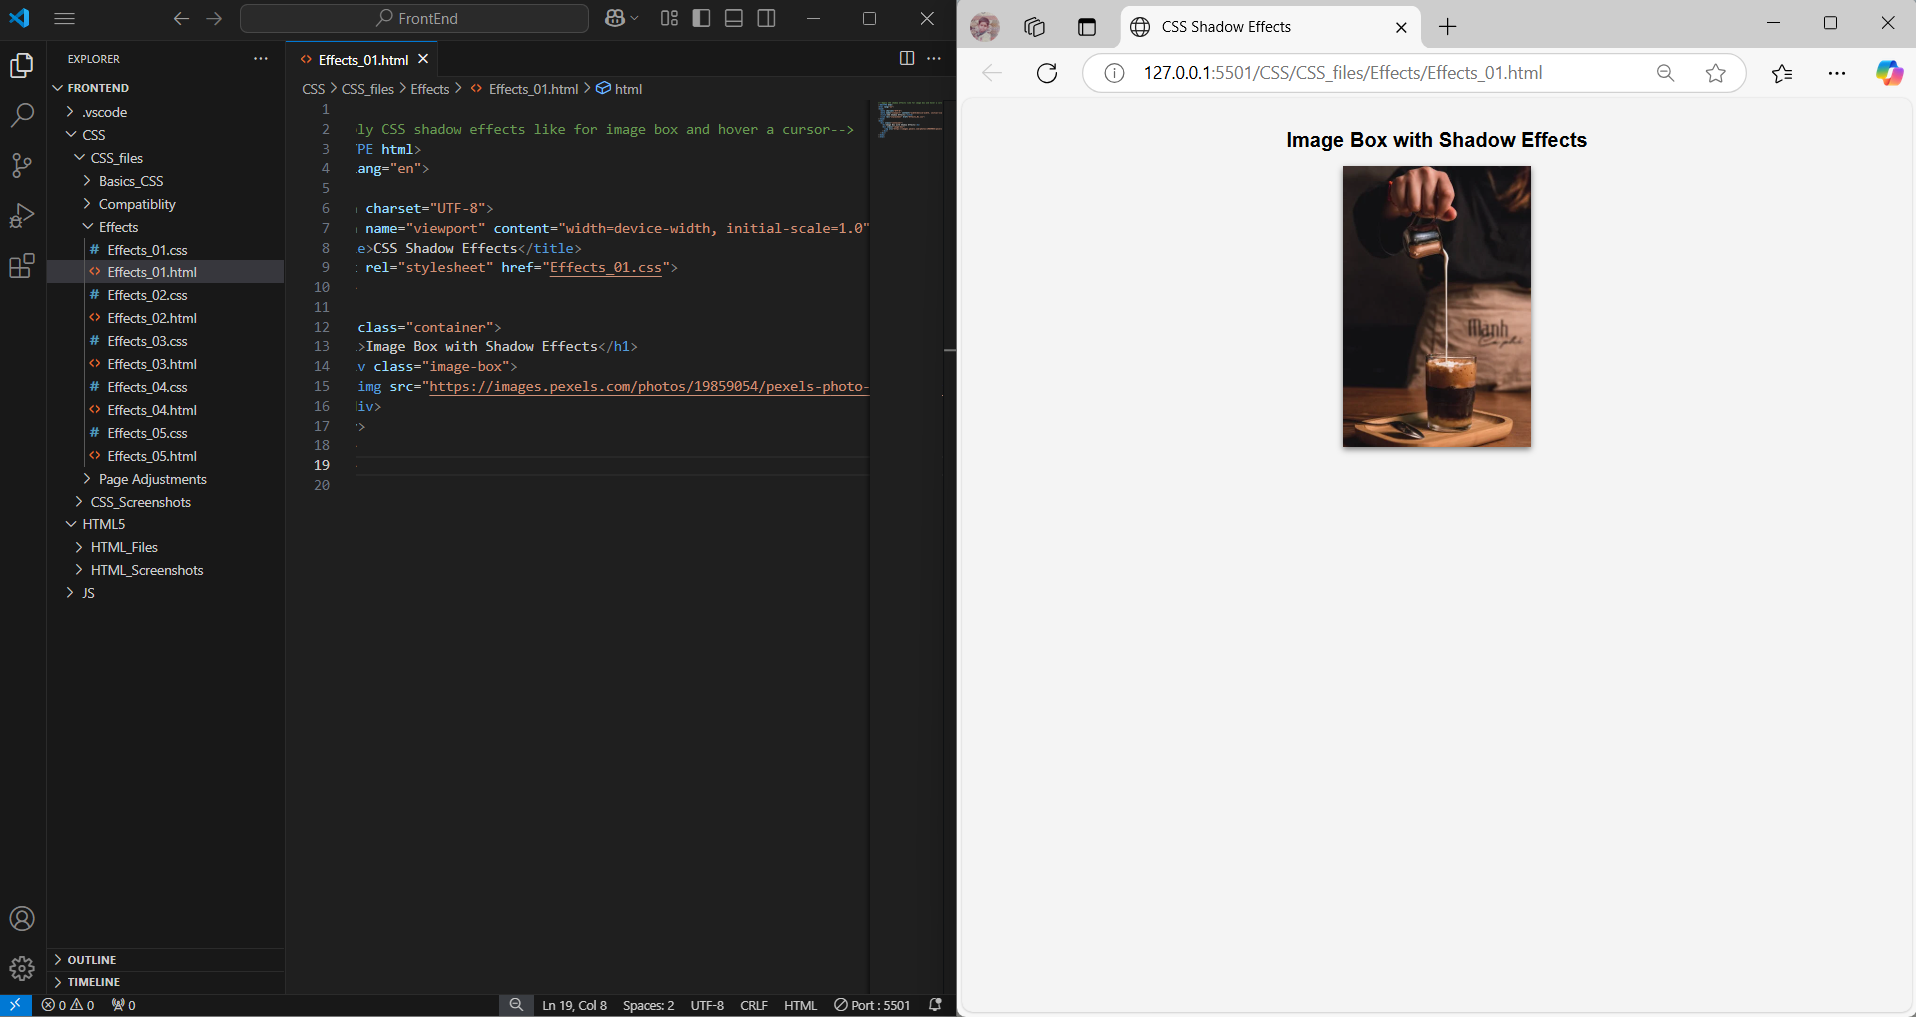 FrontEnd
EXPLORER
FRONTEND
.vscode
CSS
CSS_files
Basics_CSS
Compatiblity
Effects
# Effects_01.css
<> Effects_01.html
# Effects_02.css
<> Effects_02.html
# Effects_03.css
<> Effects_03.html
# Effects_04.css
<> Effects_04.html
# Effects_05.css
<> Effects_05.html
Page Adjustments
CSS_Screenshots
HTML5
HTML_Files
HTML_Screenshots
JS
OUTLINE
TIMELINE
<> Effects_01.html
CSS > CSS_files > Effects > <> Effects_01.html > html
1
2 ly CSS shadow effects like for image box and hover a cursor-->
3 PE html>
4 ang="en">
5
6 charset="UTF-8">
7 name="viewport" content="width=device-width, initial-scale=1.0"
8 e>CSS Shadow Effects</title>
9 rel="stylesheet" href="Effects_01.css">
10
11
12 class="container">
13 >Image Box with Shadow Effects</h1>
14 v class="image-box">
15 img src="https://images.pexels.com/photos/19859054/pexels-photo-
16 iv>
17 >
18
19
20
0 0 0 Ln 19, Col 8 Spaces: 2 UTF-8 CRLF HTML Port : 5501
CSS Shadow Effects
127.0.0.1:5501/CSS/CSS_files/Effects/Effects_01.html
Image Box with Shadow Effects
Manh